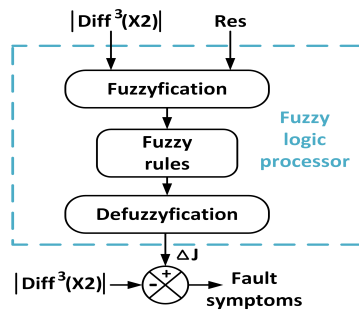 |Diff³(X2)| Res
Fuzzyfication
Fuzzy
rules
Fuzzy
logic
processor
Defuzzyfication
ΔJ
|Diff³(X2)|
+
-
Fault
symptoms